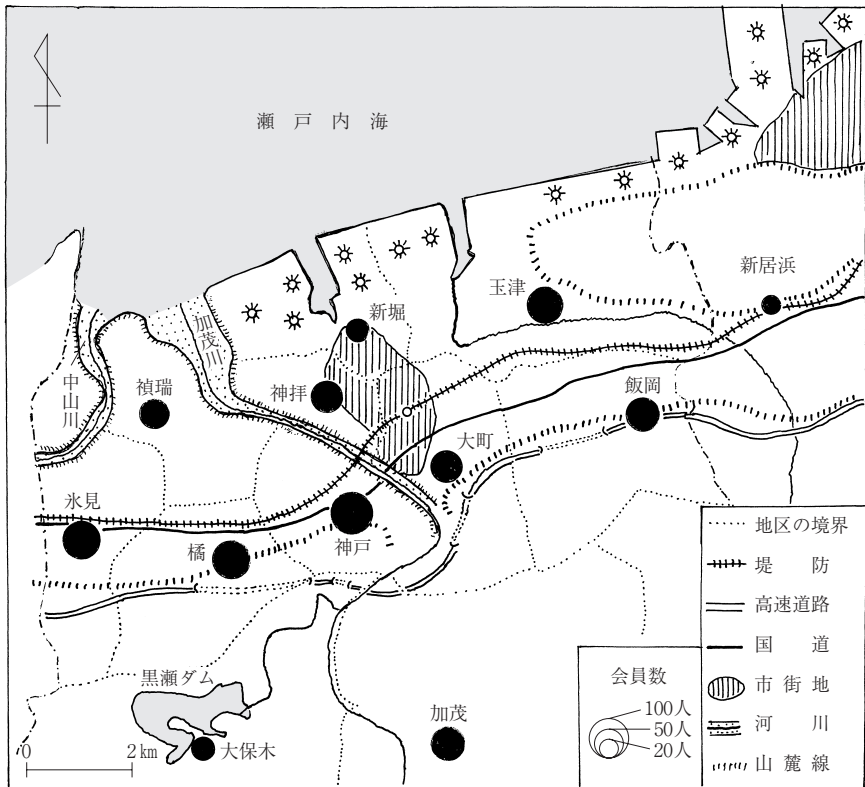 瀬戸内海
新居浜
玉津
新堀
加茂川
中山川
禎瑞
神拝
飯岡
大町
氷見
橘
神戸
黒瀬ダム
大保木
加茂
0 2km
会員数
100人
50人
20人
地区の境界
堤防
高速道路
国道
市街地
河川
山麓線